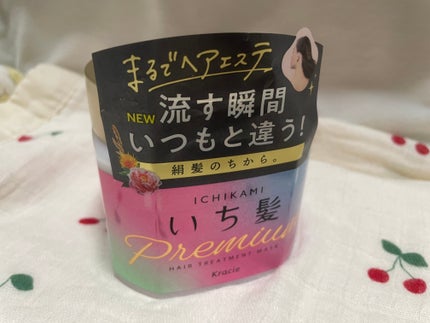 まるでヘアエステ
NEW
流す瞬間
いつもと違う!
絹髪のちから。
ICHIKAMI
いち髪
Premium
HAIR TREATMENT MASK
Kracie